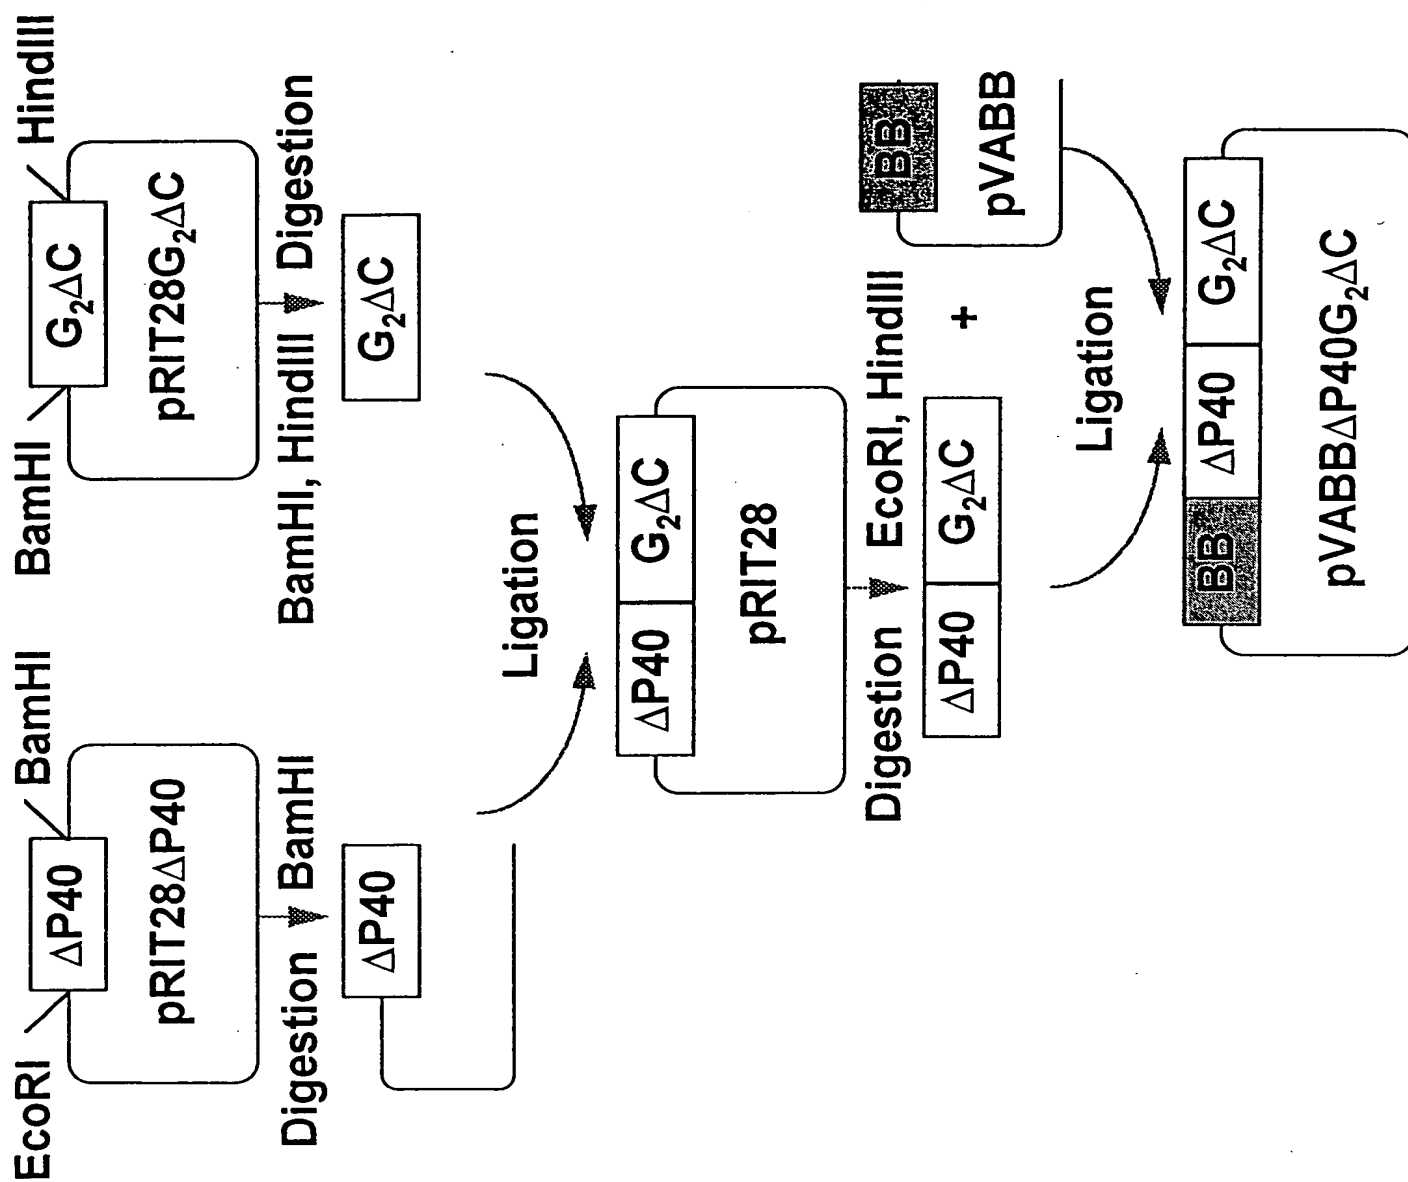 EcoRI
BamHI
BamHI
HindIII
ΔP40
G₂ΔC
pRIT28ΔP40
pRIT28G₂ΔC
Digestion
BamHI
BamHI, HindIII
Digestion
ΔP40
G₂ΔC
Ligation
ΔP40
G₂ΔC
pRIT28
Digestion
EcoRI, HindIII
BB
ΔP40
G₂ΔC
+
pVABB
Ligation
BB
ΔP40
G₂ΔC
pVABBΔP40G₂ΔC